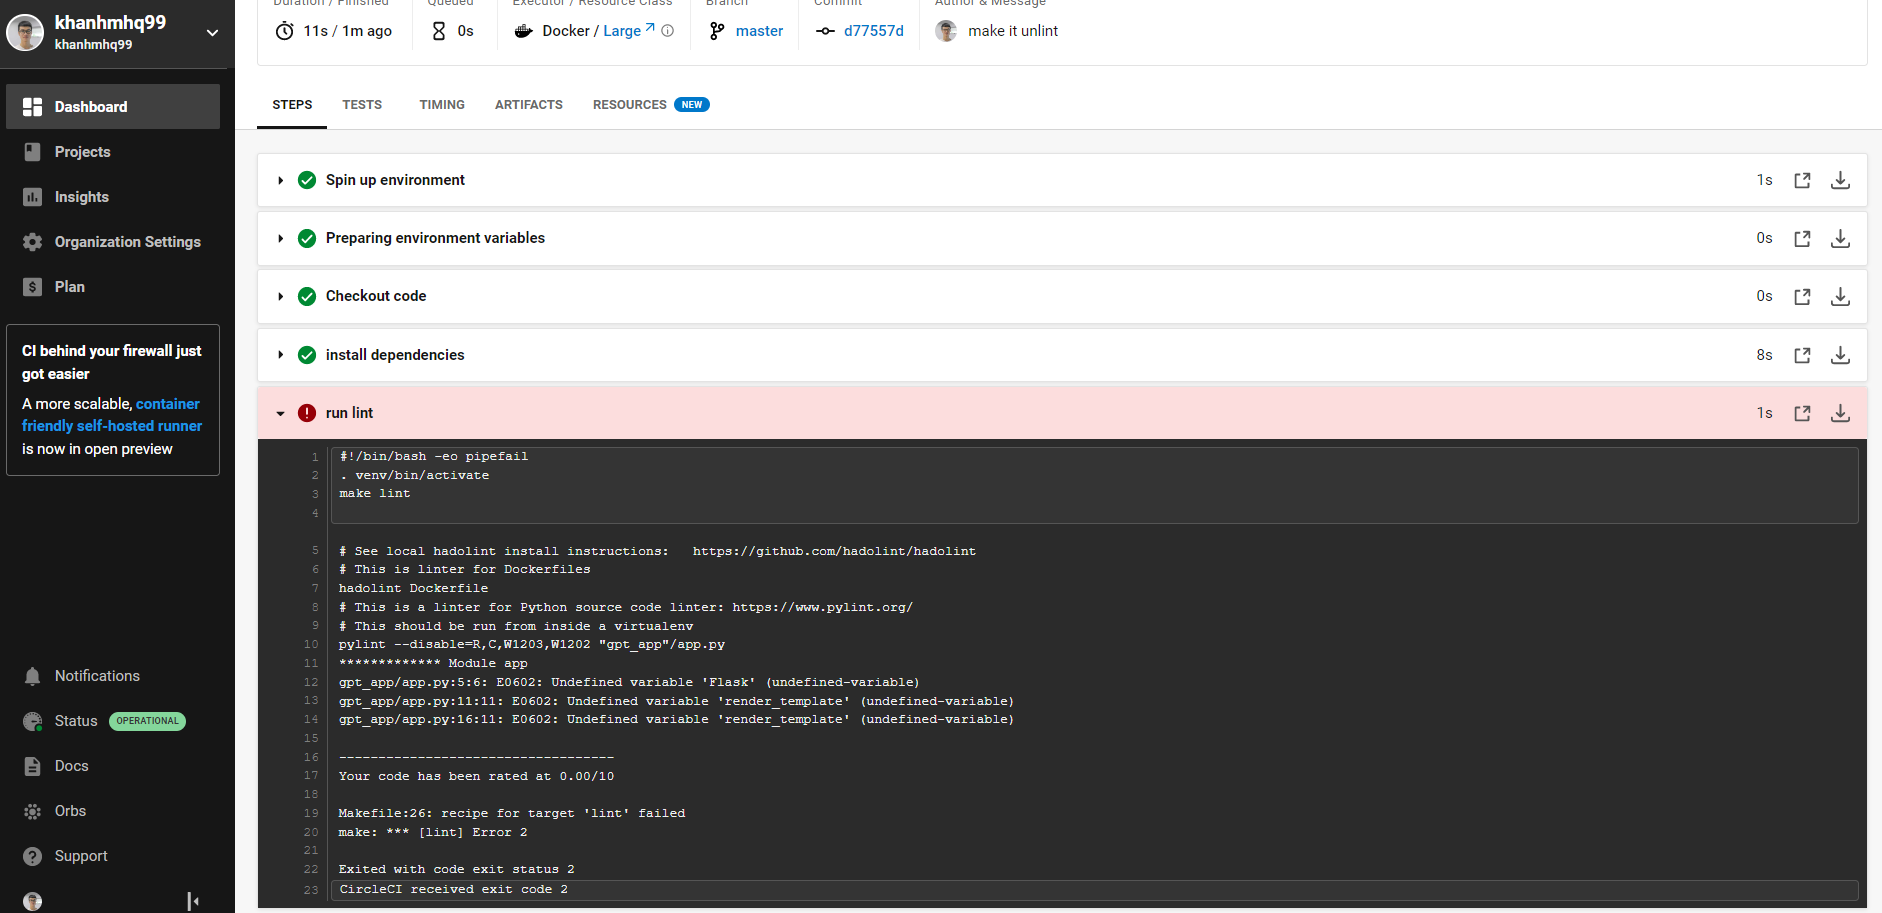 khanhmhq99
khanhmhq99
Dashboard
Projects
Insights
Organization Settings
Plan
CI behind your firewall just
got easier
A more scalable, container
friendly self-hosted runner
is now in open preview
Notifications
Status OPERATIONAL
Docs
Orbs
Support
Duration / Finished Queued Executor / Resource Class Branch Commit Author & Message
11s / 1m ago 0s Docker / Large master d77557d make it unlint
STEPS TESTS TIMING ARTIFACTS RESOURCES NEW
Spin up environment 1s
Preparing environment variables 0s
Checkout code 0s
install dependencies 8s
run lint 1s
1 #!/bin/bash -eo pipefail
2 . venv/bin/activate
3 make lint
4
5 # See local hadolint install instructions:   https://github.com/hadolint/hadolint
6 # This is linter for Dockerfiles
7 hadolint Dockerfile
8 # This is a linter for Python source code linter: https://www.pylint.org/
9 # This should be run from inside a virtualenv
10 pylint --disable=R,C,W1203,W1202 "gpt_app"/app.py
11 ************* Module app
12 gpt_app/app.py:5:6: E0602: Undefined variable 'Flask' (undefined-variable)
13 gpt_app/app.py:11:11: E0602: Undefined variable 'render_template' (undefined-variable)
14 gpt_app/app.py:16:11: E0602: Undefined variable 'render_template' (undefined-variable)
15
16 -----------------------------------
17 Your code has been rated at 0.00/10
18
19 Makefile:26: recipe for target 'lint' failed
20 make: *** [lint] Error 2
21
22 Exited with code exit status 2
23 CircleCI received exit code 2